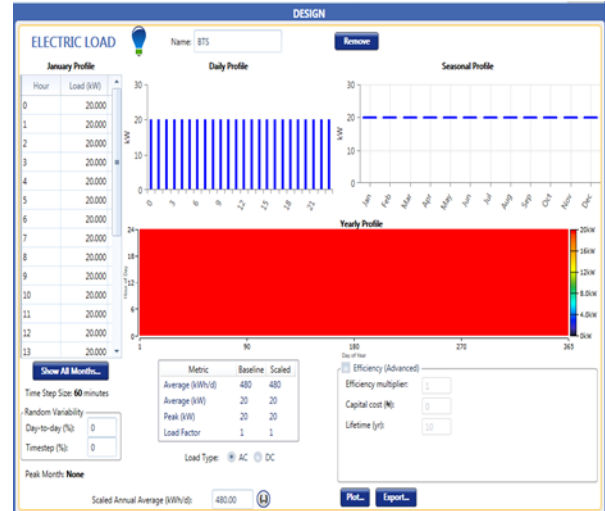 DESIGN
ELECTRIC LOAD
Name: BTS
Remove
January Profile
Hour Load (kW)
0 20.000
1 20.000
2 20.000
3 20.000
4 20.000
5 20.000
6 20.000
7 20.000
8 20.000
9 20.000
10 20.000
11 20.000
12 20.000
13 20.000
Show All Months...
Time Step Size: 60 minutes
Random Variability
Day-to-day (%): 0
Timestep (%): 0
Peak Month: None
Daily Profile
30
20
10
0
kW
0 3 6 9 12 15 18 21
Seasonal Profile
30
20
10
0
kW
Jan Feb Mar Apr May Jun Jul Aug Sep Oct Nov Dec
Yearly Profile
24
18
12
6
0
Hour of Day
1 90 180 270 365
Day of Year
20kW
16kW
12kW
8.0kW
4.0kW
0kW
Metric Baseline Scaled
Average (kWh/d) 480 480
Average (kW) 20 20
Peak (kW) 20 20
Load Factor 1 1
Load Type: AC DC
Efficiency (Advanced)
Efficiency multiplier: 1
Capital cost (₦): 0
Lifetime (yr): 10
Scaled Annual Average (kWh/d): 480.00
Plot... Export...